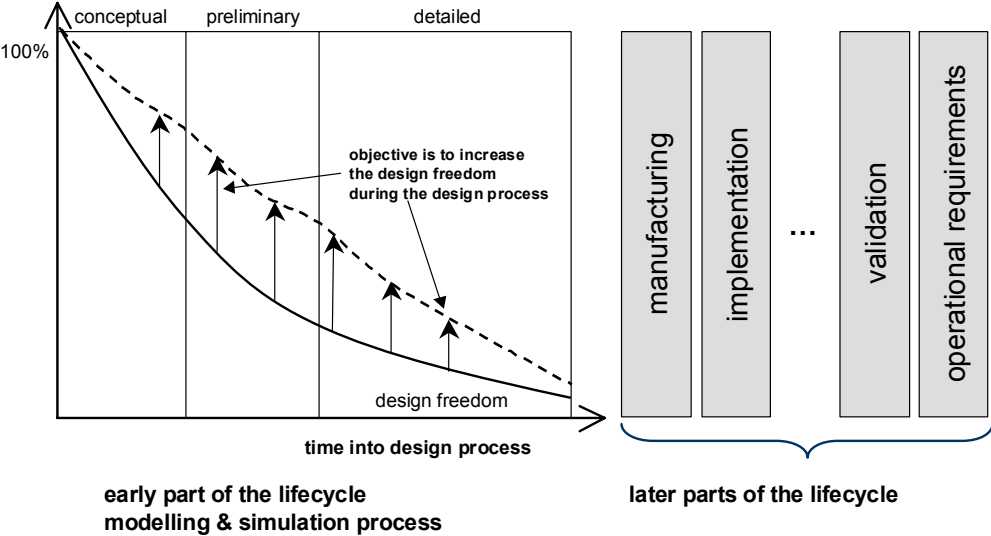 conceptual
preliminary
detailed
100%
objective is to increase
the design freedom
during the design process
design freedom
time into design process
manufacturing
implementation
...
validation
operational requirements
early part of the lifecycle
modelling & simulation process
later parts of the lifecycle